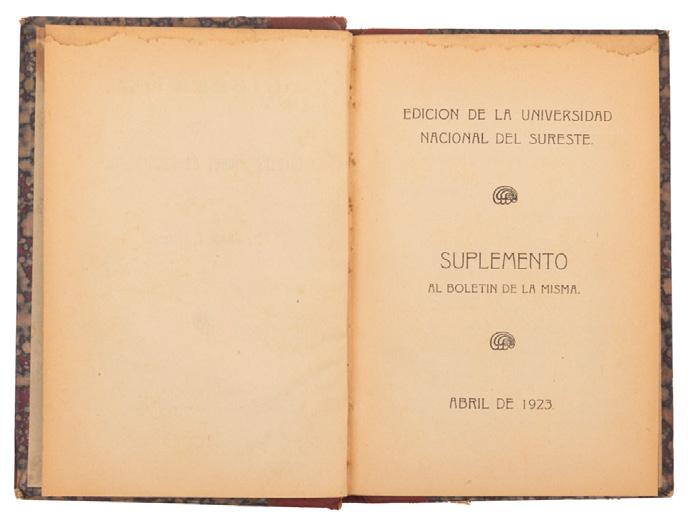 EDICION DE LA UNIVERSIDAD
NACIONAL DEL SURESTE.
SUPLEMENTO
AL BOLETIN DE LA MISMA.
ABRIL DE 1923.